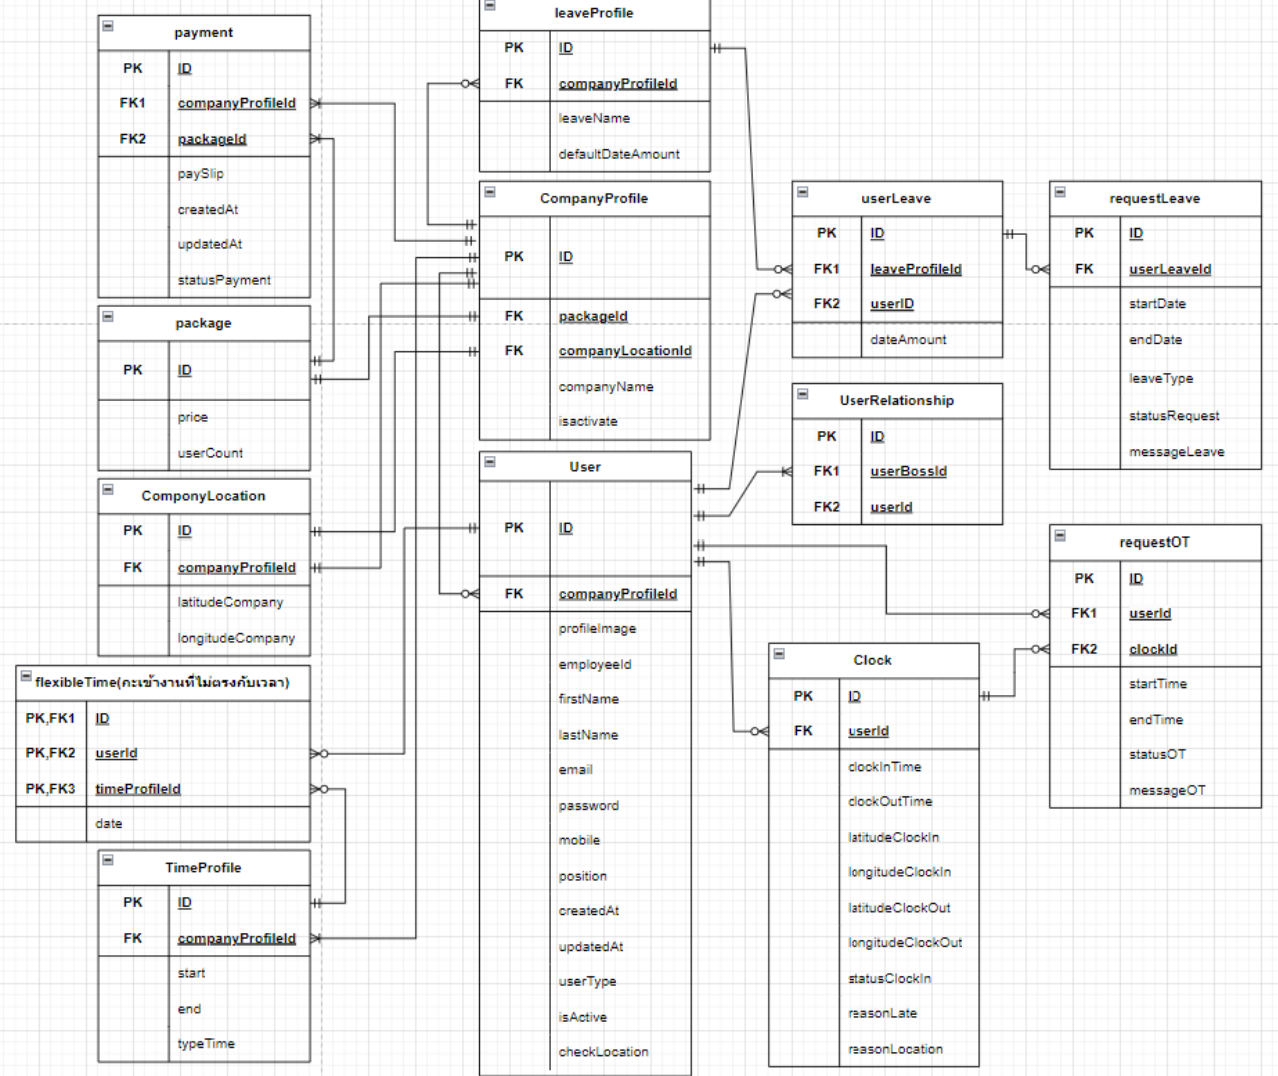 payment
PK ID
FK1 companyProfileId
FK2 packageId
paySlip
createdAt
updatedAt
statusPayment
package
PK ID
price
userCount
ComponyLocation
PK ID
FK companyProfileId
latitudeCompany
longitudeCompany
flexibleTime(กะเข้างานที่ไม่ตรงกับเวลา)
PK,FK1 ID
PK,FK2 userId
PK,FK3 timeProfileId
date
TimeProfile
PK ID
FK companyProfileId
start
end
typeTime
leaveProfile
PK ID
FK companyProfileId
leaveName
defaultDateAmount
CompanyProfile
PK ID
FK packageId
FK companyLocationId
companyName
isactivate
User
PK ID
FK companyProfileId
profileImage
employeeId
firstName
lastName
email
password
mobile
position
createdAt
updatedAt
userType
isActive
checkLocation
userLeave
PK ID
FK1 leaveProfileId
FK2 userID
dateAmount
UserRelationship
PK ID
FK1 userBossId
FK2 userId
Clock
PK ID
FK userId
clockInTime
clockOutTime
latitudeClockIn
longitudeClockIn
latitudeClockOut
longitudeClockOut
statusClockIn
reasonLate
reasonLocation
requestLeave
PK ID
FK userLeaveId
startDate
endDate
leaveType
statusRequest
messageLeave
requestOT
PK ID
FK1 userId
FK2 clockId
startTime
endTime
statusOT
messageOT